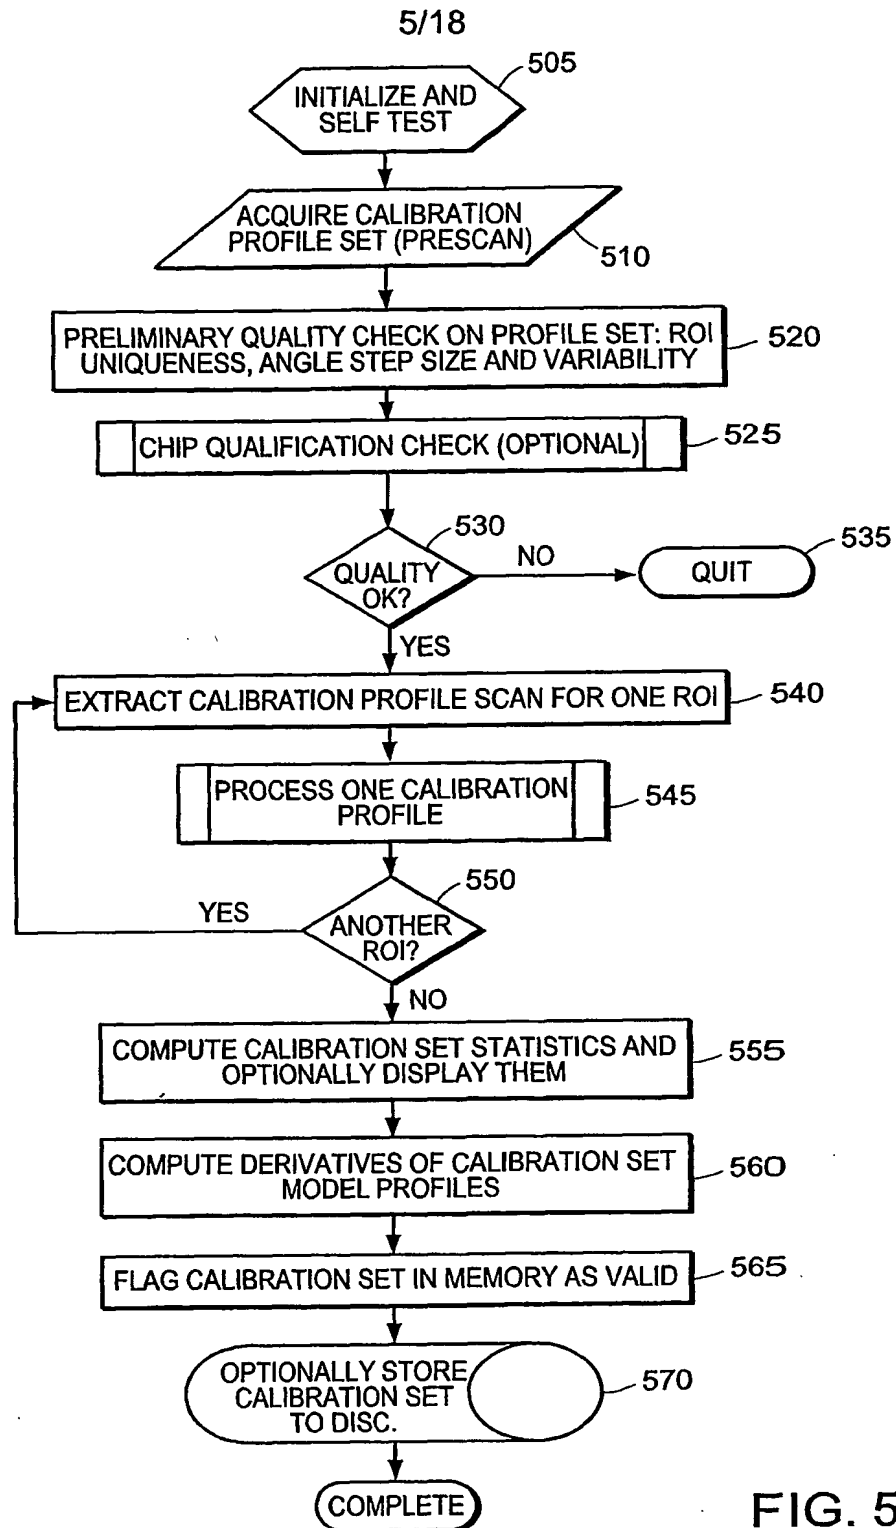 5/18
505
INITIALIZE AND
SELF TEST
ACQUIRE CALIBRATION
PROFILE SET (PRESCAN)
510
PRELIMINARY QUALITY CHECK ON PROFILE SET: ROI
UNIQUENESS, ANGLE STEP SIZE AND VARIABILITY
520
CHIP QUALIFICATION CHECK (OPTIONAL)
525
530
QUALITY
OK?
NO
535
QUIT
YES
EXTRACT CALIBRATION PROFILE SCAN FOR ONE ROI
540
PROCESS ONE CALIBRATION
PROFILE
545
550
YES
ANOTHER
ROI?
NO
COMPUTE CALIBRATION SET STATISTICS AND
OPTIONALLY DISPLAY THEM
555
COMPUTE DERIVATIVES OF CALIBRATION SET
MODEL PROFILES
560
FLAG CALIBRATION SET IN MEMORY AS VALID
565
OPTIONALLY STORE
CALIBRATION SET
TO DISC.
570
COMPLETE
FIG. 5